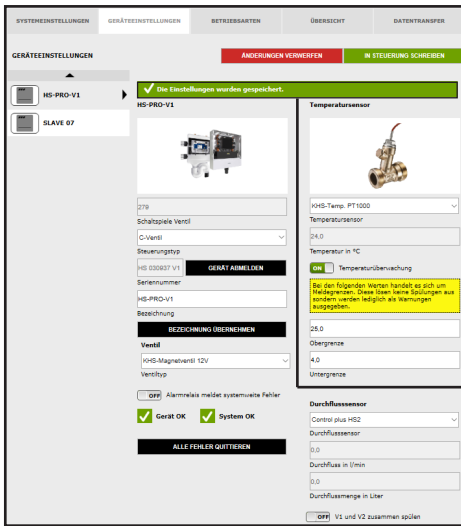 SYSTEMEINSTELLUNGEN GERÄTEEINSTELLUNGEN BETRIEBSARTEN ÜBERSICHT DATENTRANSFER
GERÄTEEINSTELLUNGEN
ÄNDERUNGEN VERWERFEN
IN STEUERUNG SCHREIBEN
HS-PRO-V1
SLAVE 07
Die Einstellungen wurden gespeichert.
HS-PRO-V1
279
Schaltspiele Ventil
C-Ventil
Steuerungstyp
HS 030937 V1
GERÄT ABMELDEN
Seriennummer
HS-PRO-V1
Bezeichnung
BEZEICHNUNG ÜBERNEHMEN
Ventil
KHS-Magnetventil 12V
Ventiltyp
OFF Alarmrelais meldet systemweite Fehler
Gerät OK
System OK
ALLE FEHLER QUITTIEREN
Temperatursensor
KHS-Temp. PT1000
Temperatursensor
24,0
Temperatur in °C
ON Temperaturüberwachung
Bei den folgenden Werten handelt es sich um
Meldegrenzen. Diese lösen keine Spülungen aus
sondern werden lediglich als Warnungen
ausgegeben.
25,0
Obergrenze
4,0
Untergrenze
Durchflusssensor
Control plus HS2
Durchflusssensor
0,0
Durchfluss in l/min
0,0
Durchflussmenge in Liter
OFF V1 und V2 zusammen spülen